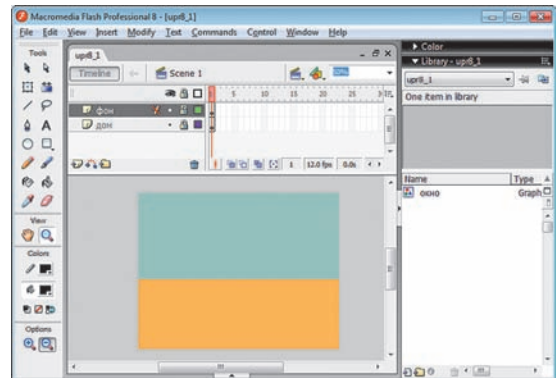 Macromedia Flash Professional 8 - [upr8_1]
File Edit View Insert Modify Text Commands Control Window Help
Tools
upr8_1
Timeline Scene 1
5 10 15 20 25
фон
дон
1 12.0 fps 0.0s
View
Colors
Options
Color
Library - upr8_1
upr8_1
One item in library
Name Type
окно Graph